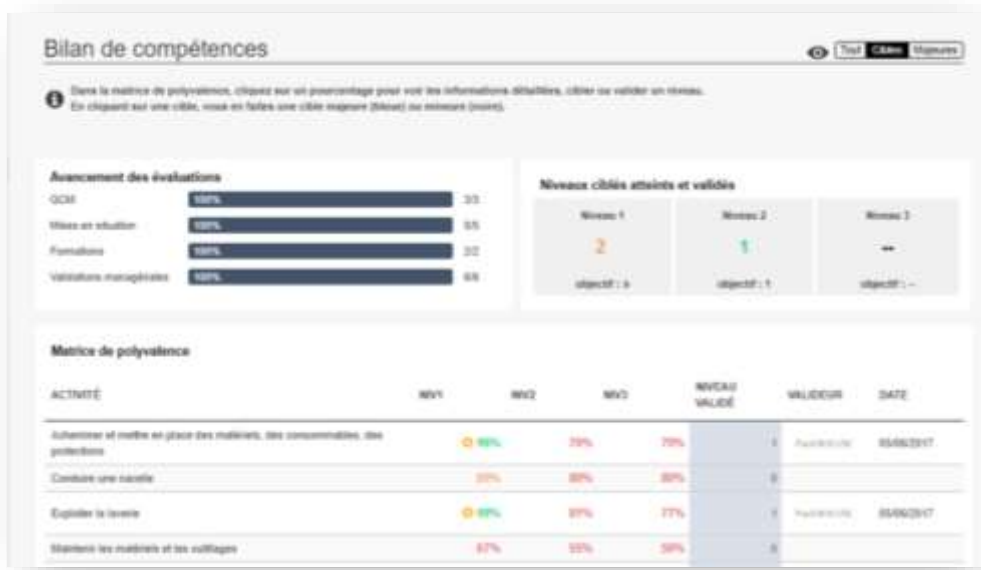 Bilan de compétences
Tout Cibles Majeures
Dans la matrice de polyvalence, cliquez sur un pourcentage pour voir les informations détaillées, cibler ou valider un niveau.
En cliquant sur une cible, vous en faites une cible majeure (bleue) ou mineure (noire).
Avancement des évaluations
QCM 100% 3/3
Mises en situation 100%
Formations 100% 2/2
Validations managériales 100%
Niveaux ciblés atteints et validés
Niveau 1 Niveau 2 Niveau 3
2 1 --
objectif : objectif : 1 objectif : --
Matrice de polyvalence
ACTIVITÉ NIV1 NIV2 NIV3 NIVEAU VALIDÉ VALIDEUR DATE
Acheminer et mettre en place des matériels, des consommables, des
protections 79% 79% 1 05/06/2017
Conduire une nacelle 80% 80% 0
Exploiter la laverie 77% 1 05/06/2017
Maintenir les matériels et les outillages 67% 55% 0